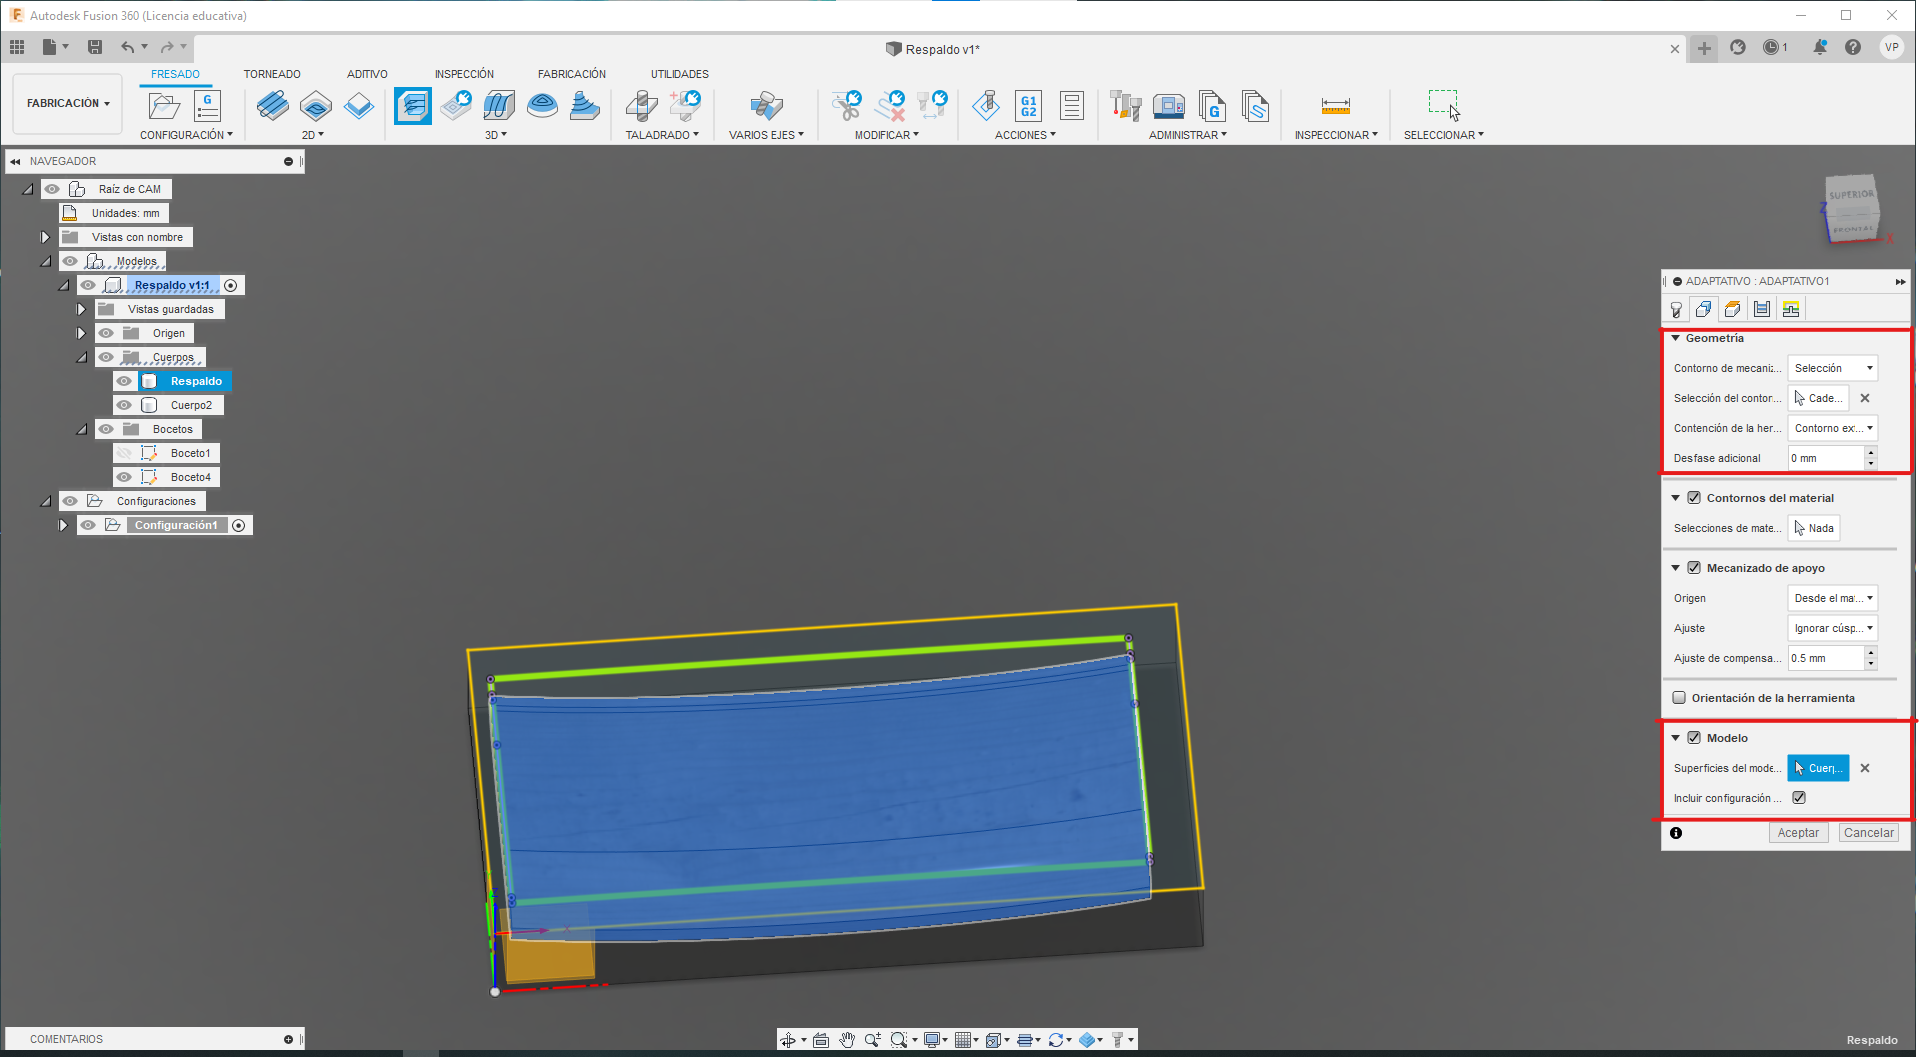 Autodesk Fusion 360 (Licencia educativa)
Respaldo v1*
1
VP
FABRICACIÓN
FRESADO
TORNEADO
ADITIVO
INSPECCIÓN
FABRICACIÓN
UTILIDADES
G
G1
G2
G
CONFIGURACIÓN
2D
3D
TALADRADO
VARIOS EJES
MODIFICAR
ACCIONES
ADMINISTRAR
INSPECCIONAR
SELECCIONAR
NAVEGADOR
Raíz de CAM
Unidades: mm
Vistas con nombre
Modelos
Respaldo v1:1
Vistas guardadas
Origen
Cuerpos
Respaldo
Cuerpo2
Bocetos
Boceto1
Boceto4
Configuraciones
Configuración1
SUPERIOR
FRONTAL
Z
X
ADAPTATIVO : ADAPTATIVO1
Geometría
Contorno de mecani... Selección
Selección del contor... Cade...
Contención de la her... Contorno ex...
Desfase adicional 0 mm
Contornos del material
Selecciones de mate... Nada
Mecanizado de apoyo
Origen Desde el ma...
Ajuste Ignorar cúsp...
Ajuste de compensa... 0.5 mm
Orientación de la herramienta
Modelo
Superficies del mode... Cuerp...
Incluir configuración ...
Aceptar Cancelar
COMENTARIOS
Respaldo